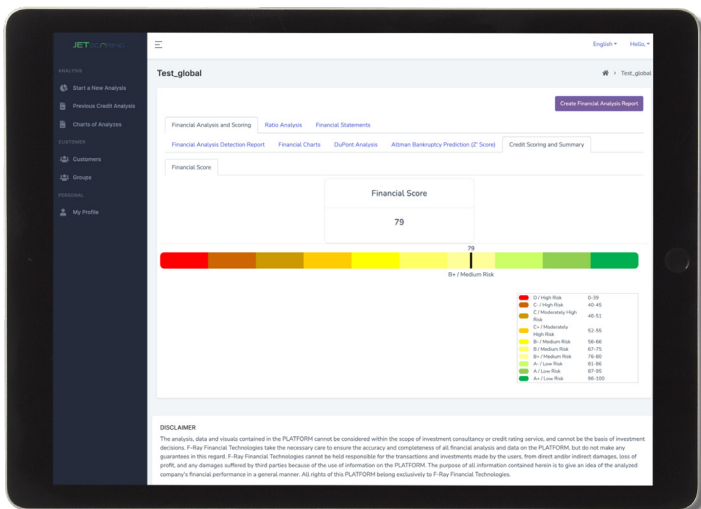 JETSCORING
English
Hello,
ANALYSIS
Start a New Analysis
Previous Credit Analysis
Charts of Analyzes
CUSTOMER
Customers
Groups
PERSONAL
My Profile
Test_global
Test_global
Create Financial Analysis Report
Financial Analysis and Scoring
Ratio Analysis
Financial Statements
Financial Analysis Detection Report
Financial Charts
DuPont Analysis
Altman Bankruptcy Prediction (Z' Score)
Credit Scoring and Summary
Financial Score
Financial Score
79
79
B+ / Medium Risk
D / High Risk 0-39
C- / High Risk 40-45
C / Moderately High
Risk 46-51
C+ / Moderately
High Risk 52-55
B- / Medium Risk 56-66
B / Medium Risk 67-75
B+ / Medium Risk 76-80
A- / Low Risk 81-86
A / Low Risk 87-95
A+ / Low Risk 96-100
DISCLAIMER
The analysis, data and visuals contained in the PLATFORM cannot be considered within the scope of investment consultancy or credit rating service, and cannot be the basis of investment
decisions. F-Ray Financial Technologies take the necessary care to ensure the accuracy and completeness of all financial analysis and data on the PLATFORM, but do not make any
guarantees in this regard. F-Ray Financial Technologies cannot be held responsible for the transactions and investments made by the users, from direct and/or indirect damages, loss of
profit, and any damages suffered by third parties because of the use of information on the PLATFORM. The purpose of all information contained herein is to give an idea of the analyzed
company's financial performance in a general manner. All rights of this PLATFORM belong exclusively to F-Ray Financial Technologies.